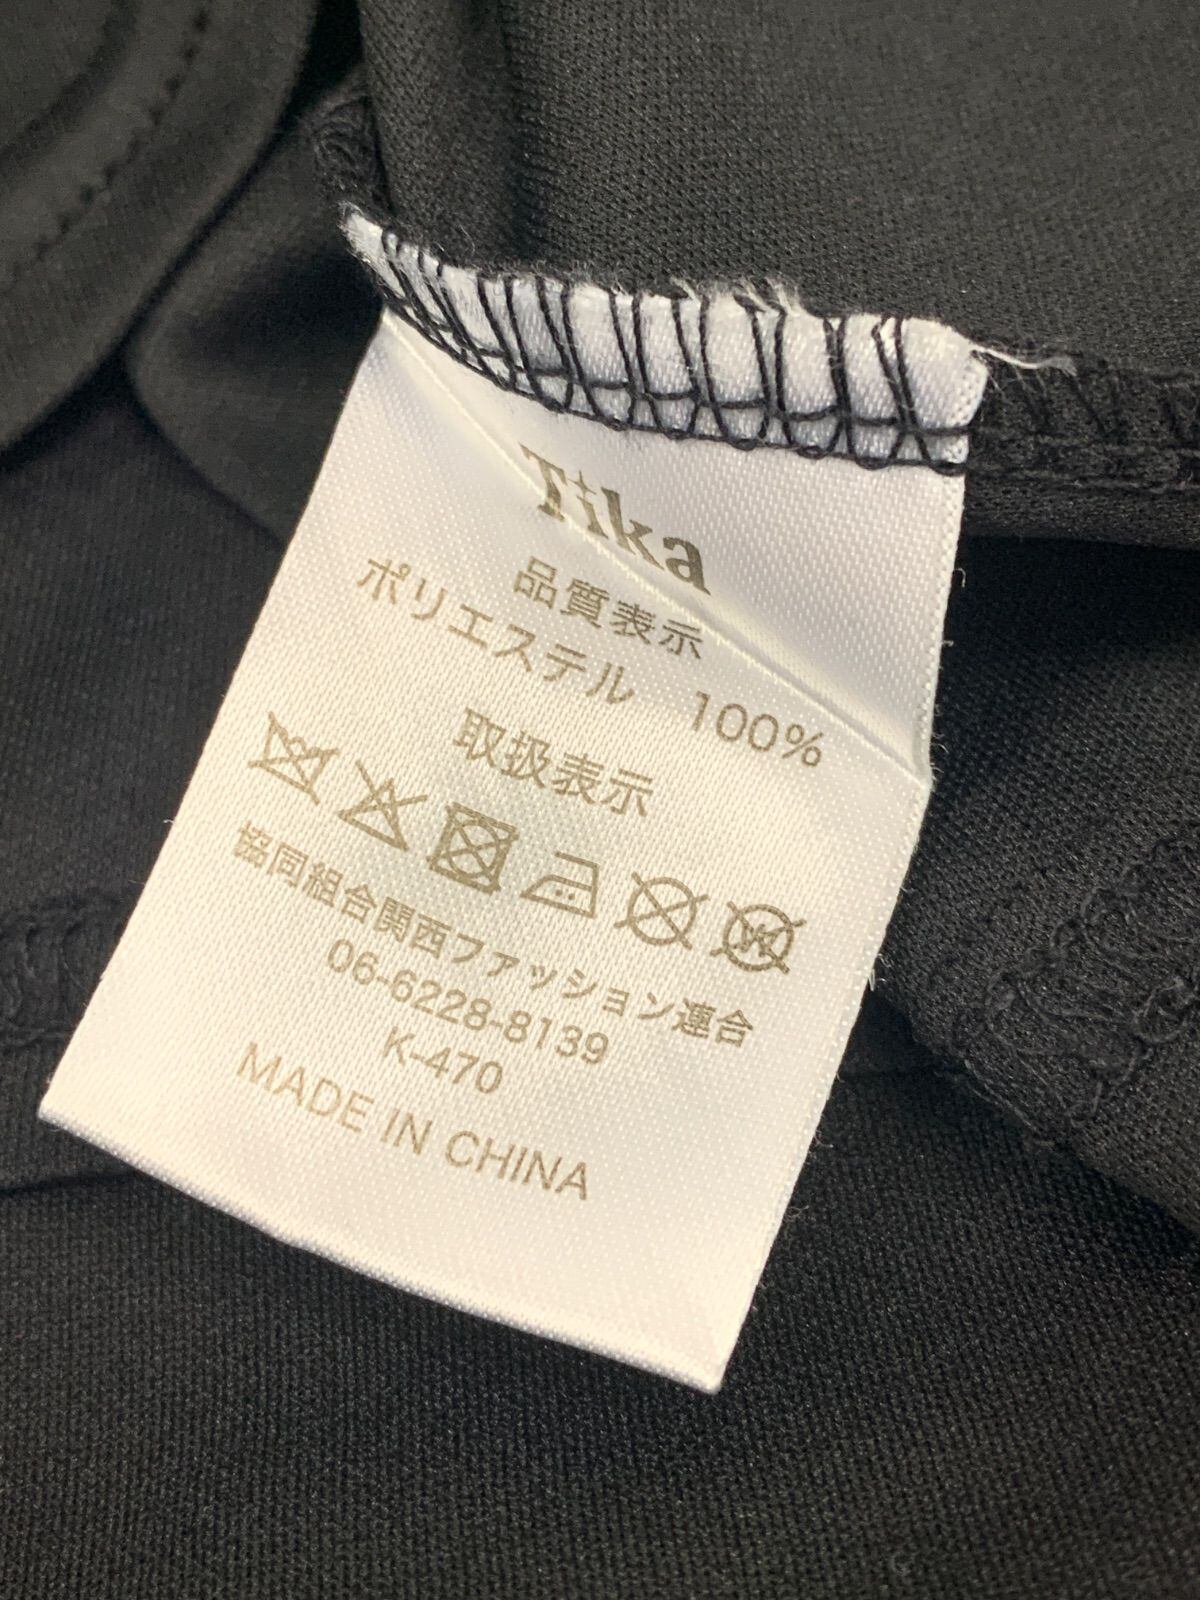 Tika
品質表示
ポリエステル 100%
取扱表示
W
協同組合関西ファッション連合
06-6228-8139
K-470
MADE IN CHINA